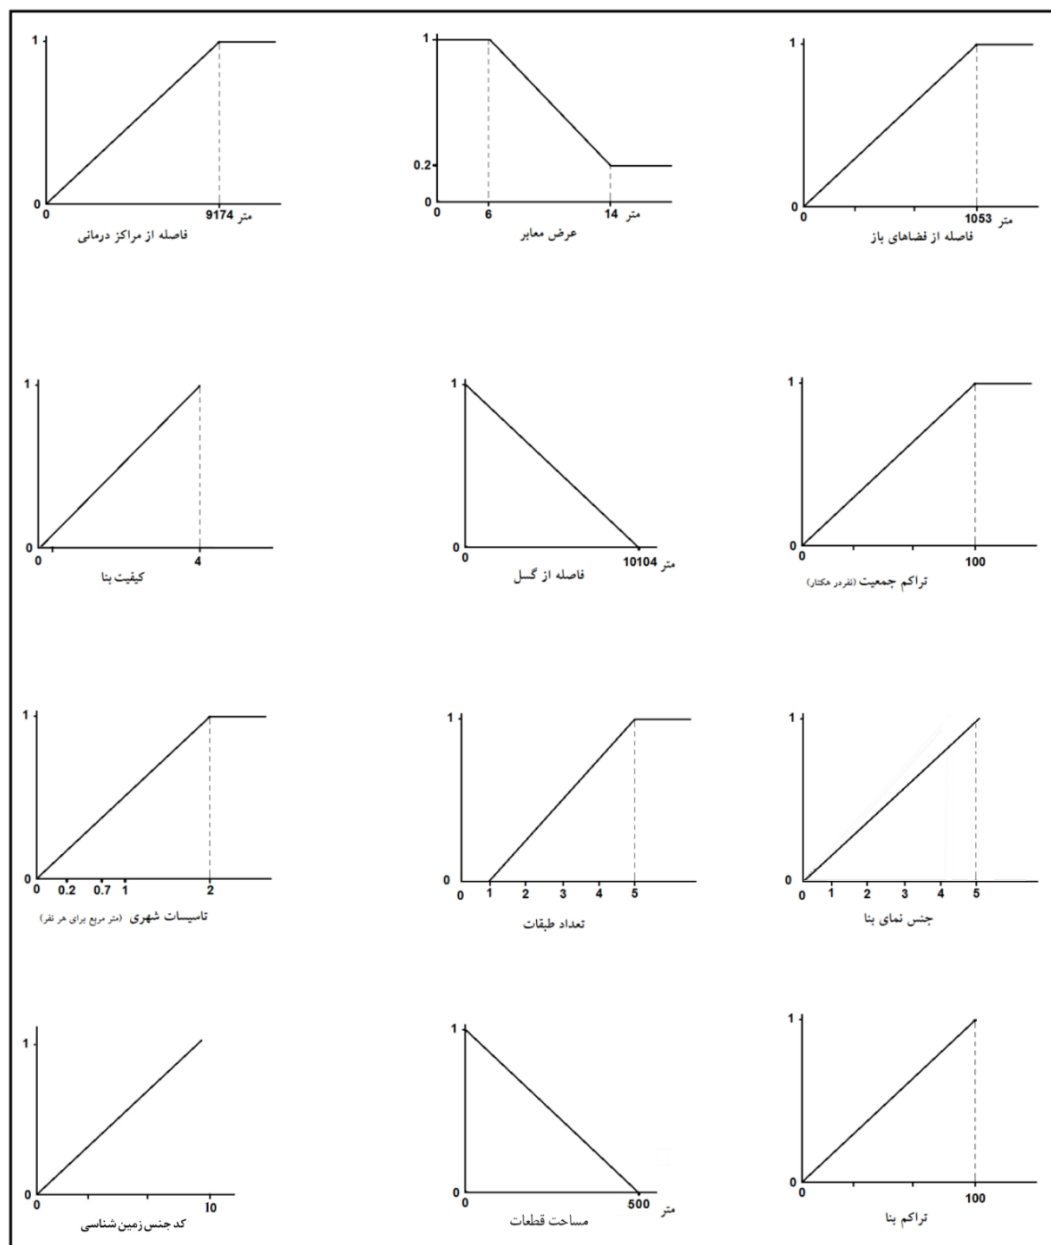 1
0
0
9174 متر
فاصله از مراکز درمانی
1
0.2
0
0
6
14 متر
عرض معابر
1
0
0
1053 متر
فاصله از فضاهای باز
1
0
0
4
کیفیت بنا
1
0
0
10104 متر
فاصله از گسل
1
0
0
100
تراکم جمعیت (نفردر هکتار)
1
0
0 0.2 0.7 1 2
تاسیسات شهری (متر مربع برای هر نفر)
1
0
0 1 2 3 4 5
تعداد طبقات
1
0
0 1 2 3 4 5
جنس نمای بنا
1
0
0
10
کد جنس زمین شناسی
1
0
0
500 متر
مساحت قطعات
1
0
0
100
تراکم بنا